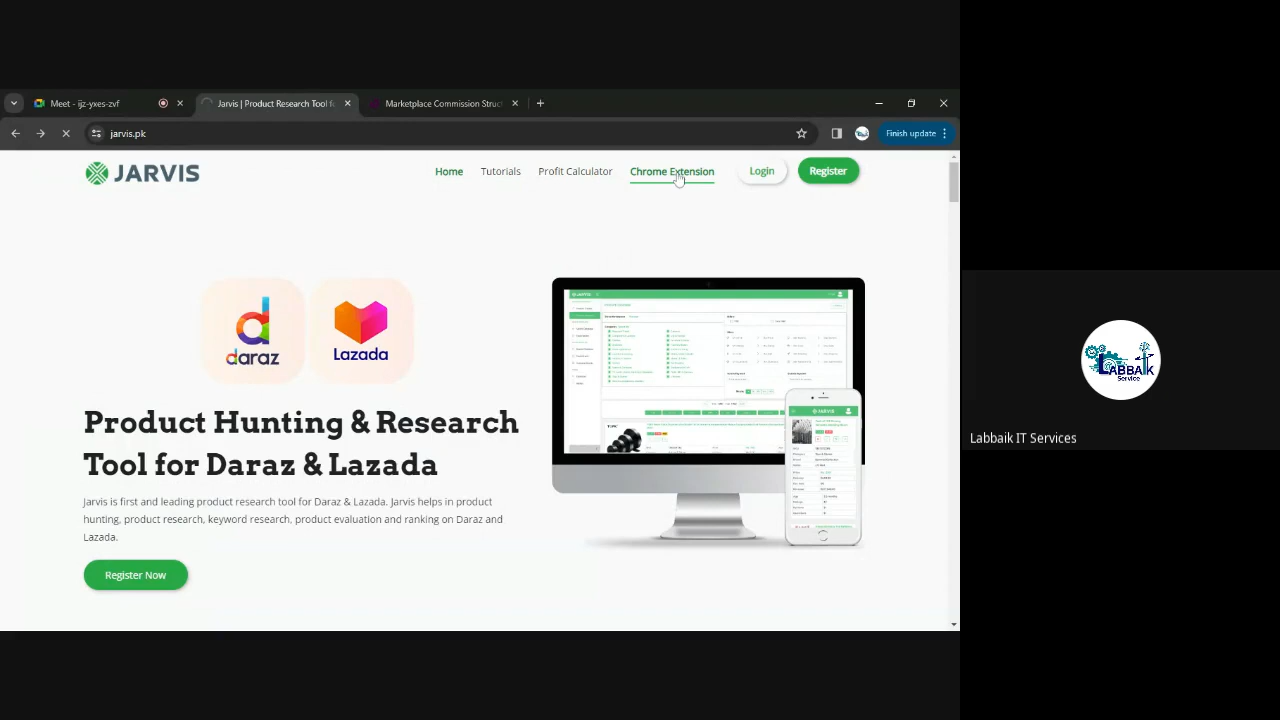 Meet - ijz-yxes-zvf
Jarvis | Product Research Tool f
Marketplace Commission Struct
jarvis.pk
Finish update
JARVIS
Home
Tutorials
Profit Calculator
Chrome Extension
Login
Register
daraz
Lazada
Product Hunting & Research
Tool for Daraz & Lazada
and leading product research tool for Daraz & Lazada. Jarvis helps in product
hunting, product research, keyword research, product evaluation and ranking on Daraz and
Lazada.
Register Now
JARVIS
Labbaik
Service
Labbaik IT Services